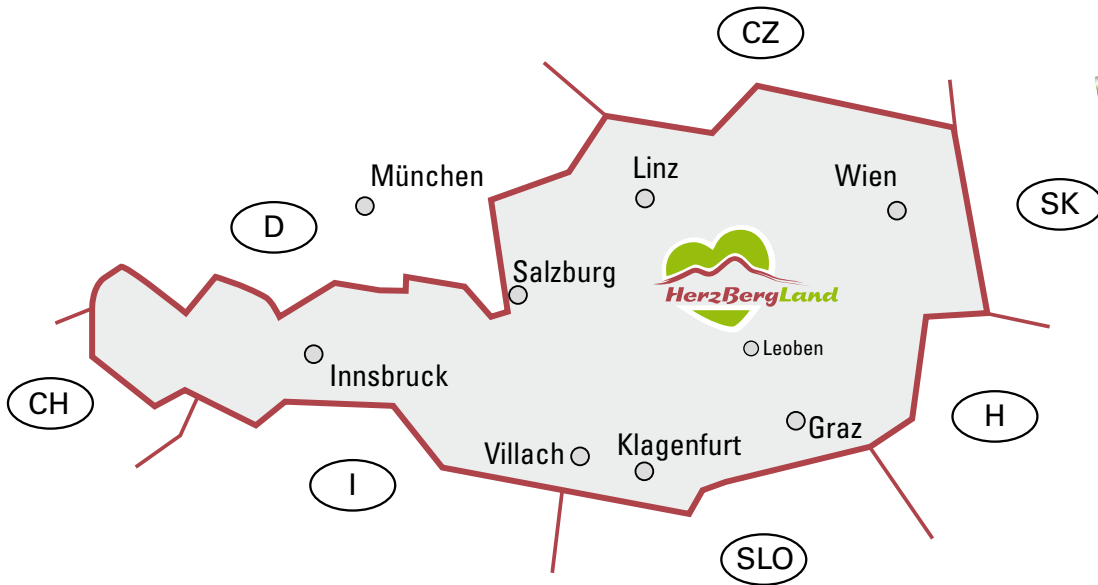 CZ
München
Linz
Wien
D
SK
Salzburg
HerzBergLand
Leoben
Innsbruck
CH
H
Graz
Villach
Klagenfurt
I
SLO